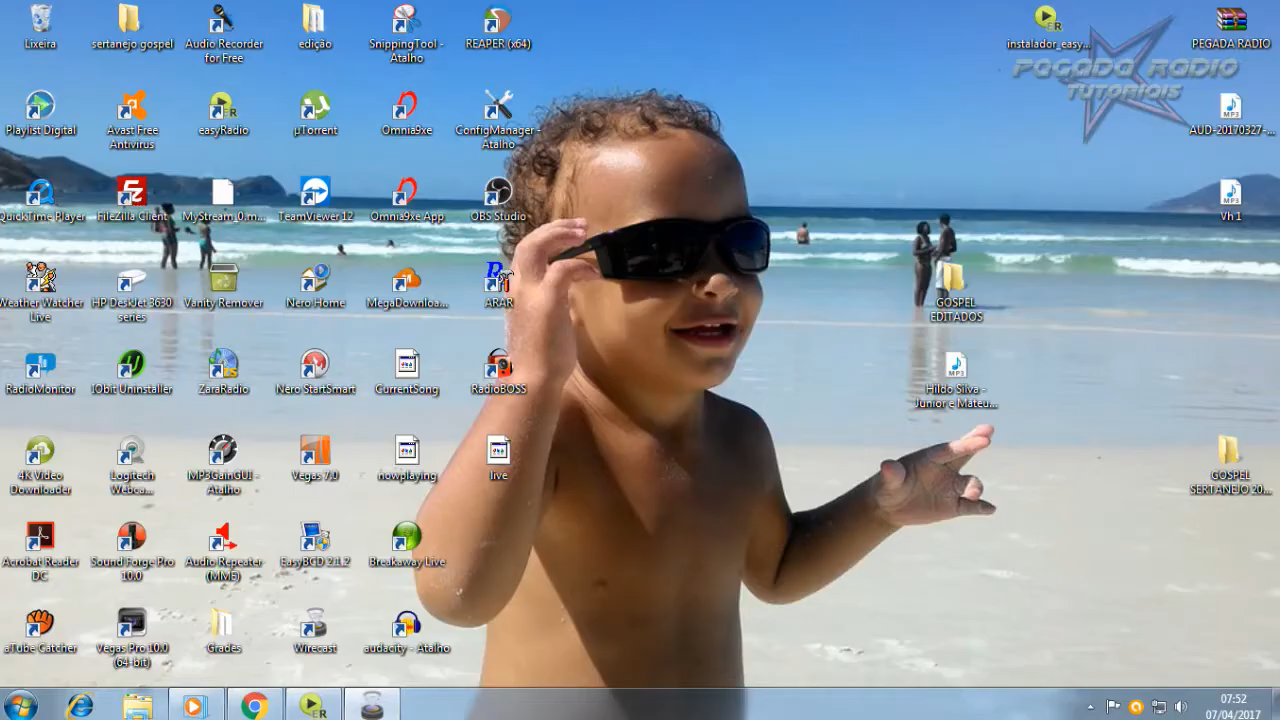 Lixeira
sertanejo gospel
Audio Recorder
for Free
edição
SnippingTool -
Atalho
REAPER (x64)
instalador_easy...
PEGADA RADIO
PEGADA RADIO
TUTORIOIS
Playlist Digital
Avast Free
Antivirus
easyRadio
µTorrent
Omnia9xe
ConfigManager -
Atalho
AUD-20170327-...
QuickTime Player
FileZilla Client
MyStream_0.m...
TeamViewer 12
Omnia9xe App
OBS Studio
Vh 1
Weather Watcher
Live
HP DeskJet 3630
series
Vanity Remover
Nero Home
MegaDownloa...
ARAR
GOSPEL
EDITADOS
RadioMonitor
IObit Uninstaller
ZaraRadio
Nero StartSmart
CurrentSong
RadioBOSS
Hildo Silva -
Junior e Mateu...
4k Video
Downloader
Logitech
Webca...
MP3GainGUI -
Atalho
Vegas 7.0
nowplaying
live
GOSPEL
SERTANEJO 20...
Acrobat Reader
DC
Sound Forge Pro
10.0
Audio Repeater
(MME)
EasyBCD 2.1.2
Breakaway Live
aTube Catcher
Vegas Pro 10.0
(64-bit)
Grades
Wirecast
audacity - Atalho
07:52
07/04/2017